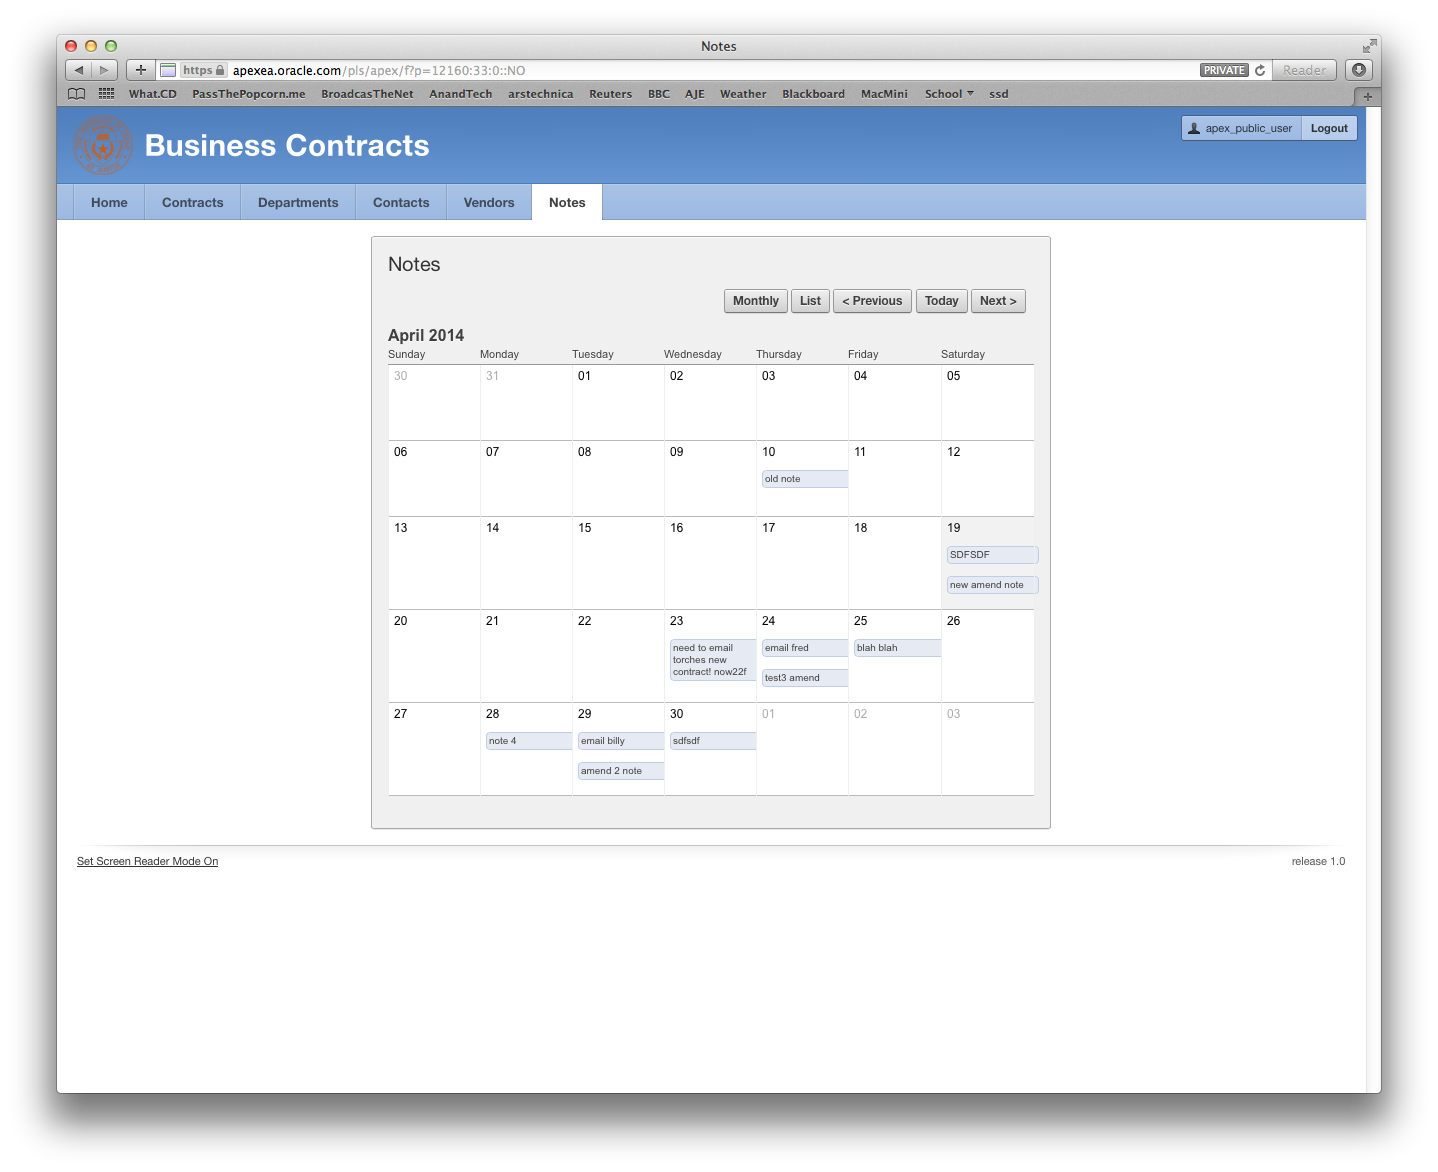 Notes
https apexea.oracle.com/pls/apex/f?p=12160:33:0::NO PRIVATE Reader
What.CD PassThePopcorn.me BroadcasTheNet AnandTech arstechnica Reuters BBC AJE Weather Blackboard MacMini School ssd
Business Contracts
apex_public_user Logout
Home Contracts Departments Contacts Vendors Notes
Notes
Monthly List < Previous Today Next >
April 2014
Sunday Monday Tuesday Wednesday Thursday Friday Saturday
30 31 01 02 03 04 05
06 07 08 09 10 11 12
old note
13 14 15 16 17 18 19
SDFSDF
new amend note
20 21 22 23 24 25 26
need to email
torches new
contract! now22f
email fred
test3 amend
blah blah
27 28 29 30 01 02 03
note 4 email billy sdfsdf
amend 2 note
Set Screen Reader Mode On release 1.0